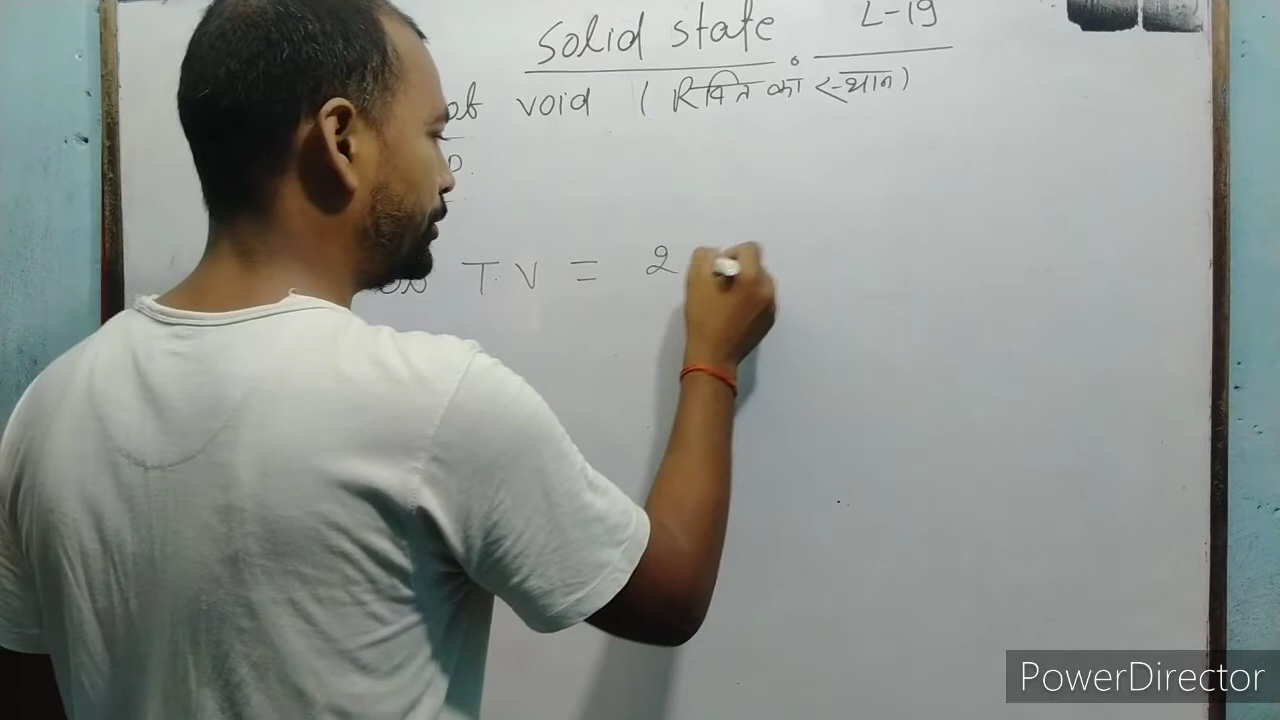 Solid state L-19
of void ( रिक्ति का स्थान)
T.V = 2
PowerDirector